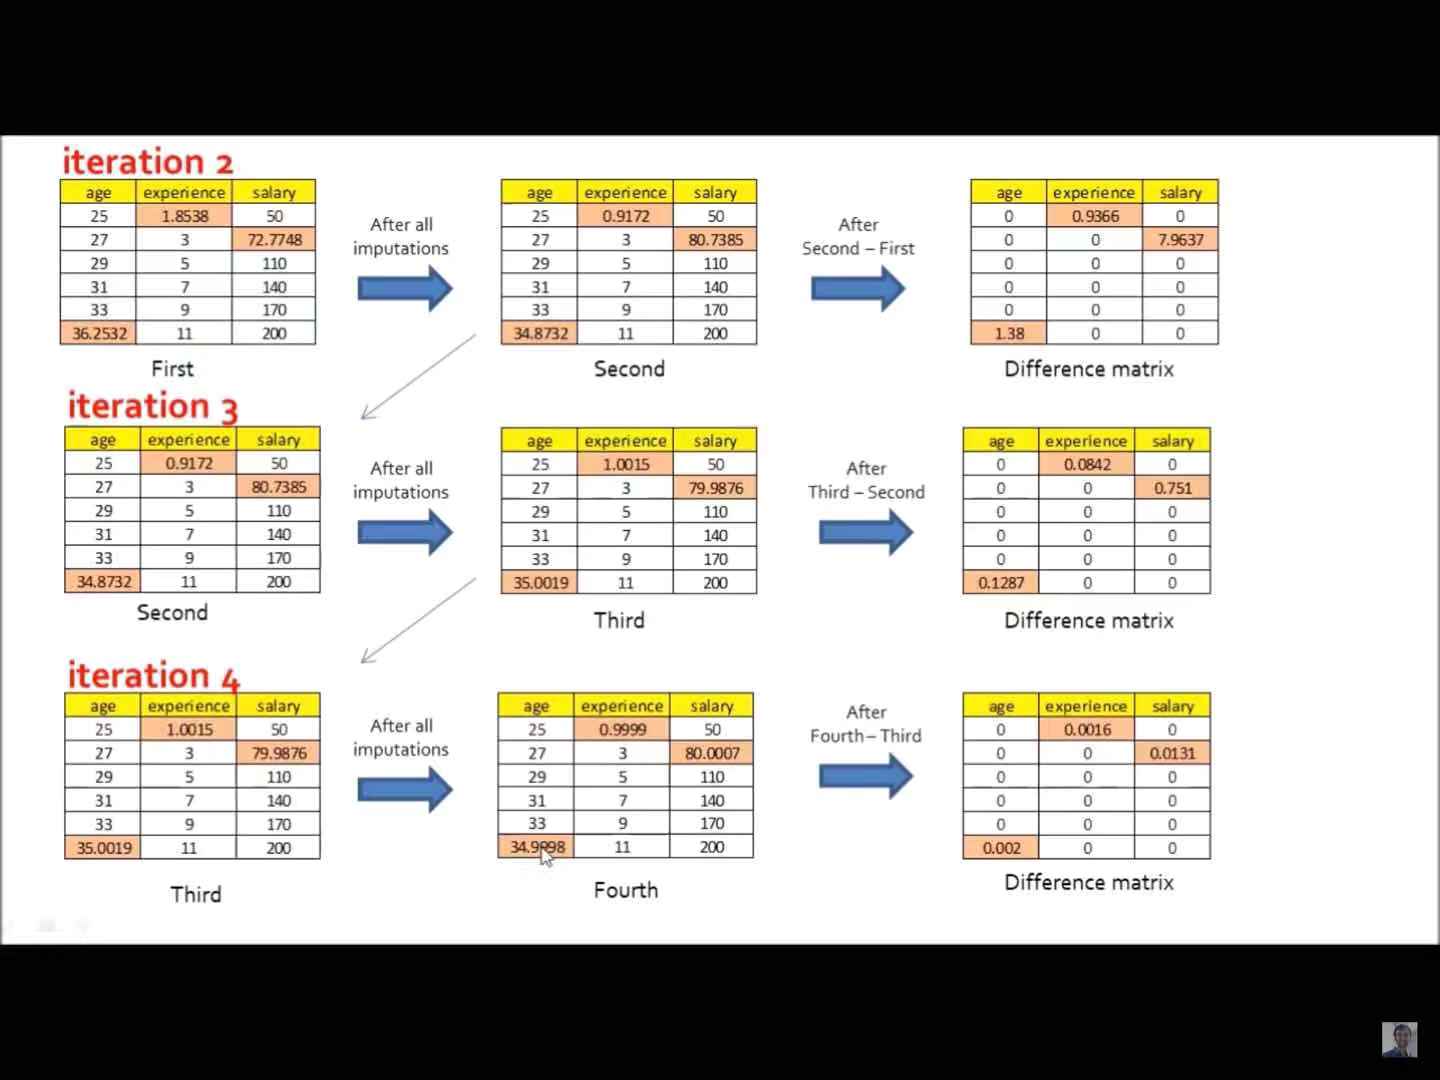 iteration 2
age experience salary
25 1.8538 50
27 3 72.7748
29 5 110
31 7 140
33 9 170
36.2532 11 200
First
After all
imputations
age experience salary
25 0.9172 50
27 3 80.7385
29 5 110
31 7 140
33 9 170
34.8732 11 200
Second
After
Second – First
age experience salary
0 0.9366 0
0 0 7.9637
0 0 0
0 0 0
0 0 0
1.38 0 0
Difference matrix
iteration 3
age experience salary
25 0.9172 50
27 3 80.7385
29 5 110
31 7 140
33 9 170
34.8732 11 200
Second
After all
imputations
age experience salary
25 1.0015 50
27 3 79.9876
29 5 110
31 7 140
33 9 170
35.0019 11 200
Third
After
Third – Second
age experience salary
0 0.0842 0
0 0 0.751
0 0 0
0 0 0
0 0 0
0.1287 0 0
Difference matrix
iteration 4
age experience salary
25 1.0015 50
27 3 79.9876
29 5 110
31 7 140
33 9 170
35.0019 11 200
Third
After all
imputations
age experience salary
25 0.9999 50
27 3 80.0007
29 5 110
31 7 140
33 9 170
34.9998 11 200
Fourth
After
Fourth – Third
age experience salary
0 0.0016 0
0 0 0.0131
0 0 0
0 0 0
0 0 0
0.002 0 0
Difference matrix